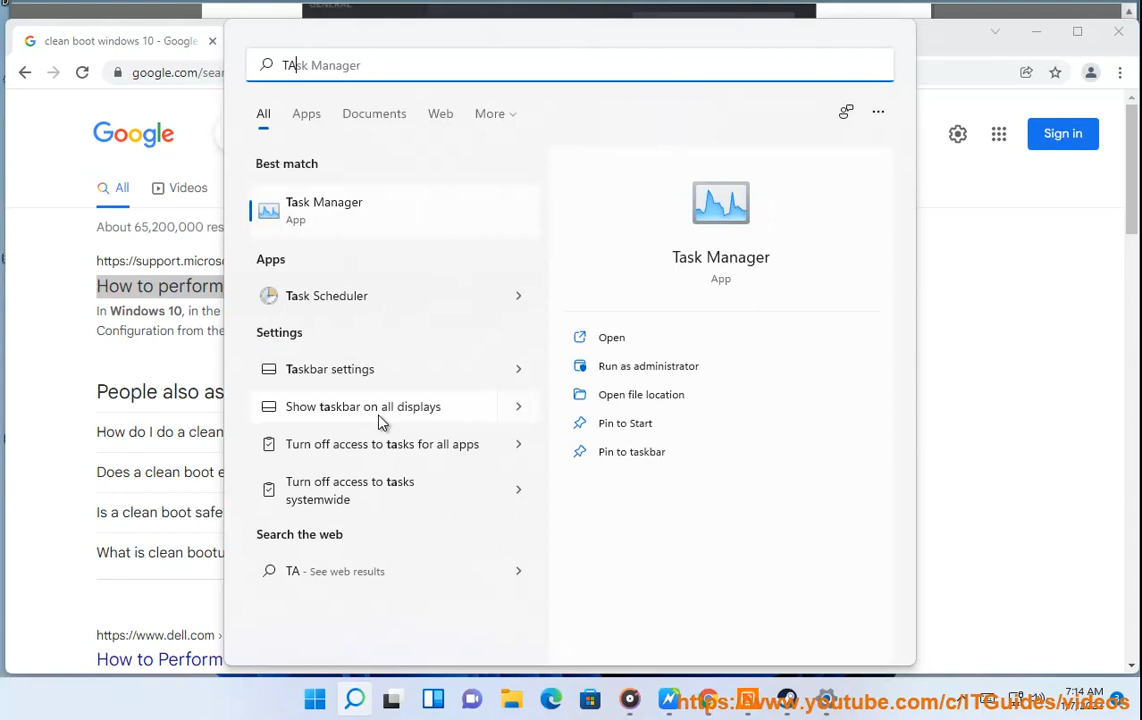 GENERAL
clean boot windows 10 - Google
google.com/sear
TAsk Manager
All Apps Documents Web More
Google
Sign in
All Videos
About 65,200,000 res
https://support.microso
How to perform
In Windows 10, in the
Configuration from the
People also as
How do I do a clean
Does a clean boot e
Is a clean boot safe
What is clean bootu
https://www.dell.com ›
How to Perform
Best match
Task Manager
App
Apps
Task Scheduler
Settings
Taskbar settings
Show taskbar on all displays
Turn off access to tasks for all apps
Turn off access to tasks
systemwide
Search the web
TA - See web results
Task Manager
App
Open
Run as administrator
Open file location
Pin to Start
Pin to taskbar
7:14 AM
https://www.youtube.com/c/ITGuides/videos